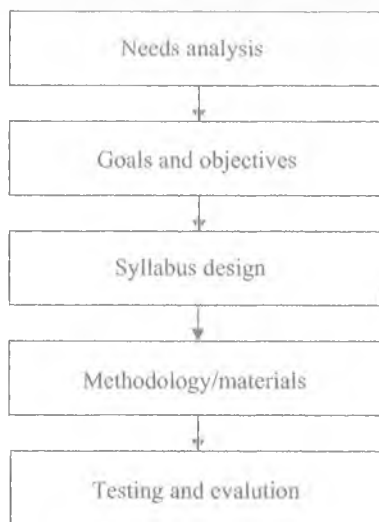 Needs analysis
Goals and objectives
Syllabus design
Methodology/materials
Testing and evalution